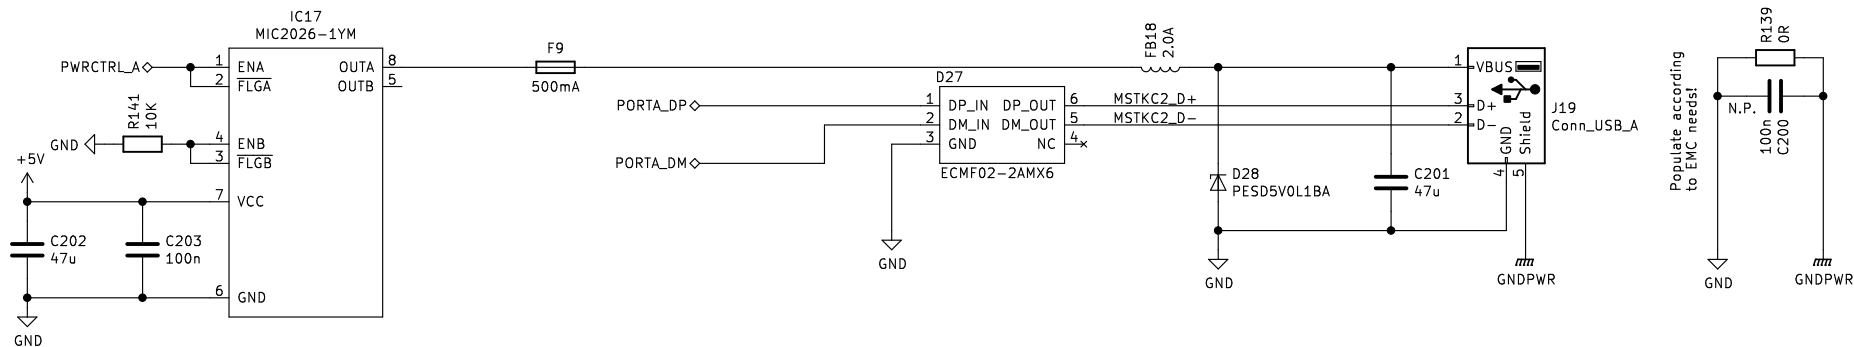 IC17
MIC2026-1YM
PWRCTRL_A
1
ENA
2
FLGA
R141
10K
GND
4
ENB
3
FLGB
+5V
7
VCC
C202
47u
C203
100n
6
GND
GND
OUTA
8
OUTB
5
F9
500mA
PORTA_DP
PORTA_DM
D27
1
DP_IN
DP_OUT
6
2
DM_IN
DM_OUT
5
3
GND
NC
4
ECMF02-2AMX6
GND
MSTKC2_D+
MSTKC2_D-
FB18
2.0A
D28
PESD5V0L1BA
GND
C201
47u
1
VBUS
3
D+
2
D-
GND
Shield
4
5
J19
Conn_USB_A
GNDPWR
Populate according
to EMC needs!
R139
0R
N.P.
100n
C200
GND
GNDPWR